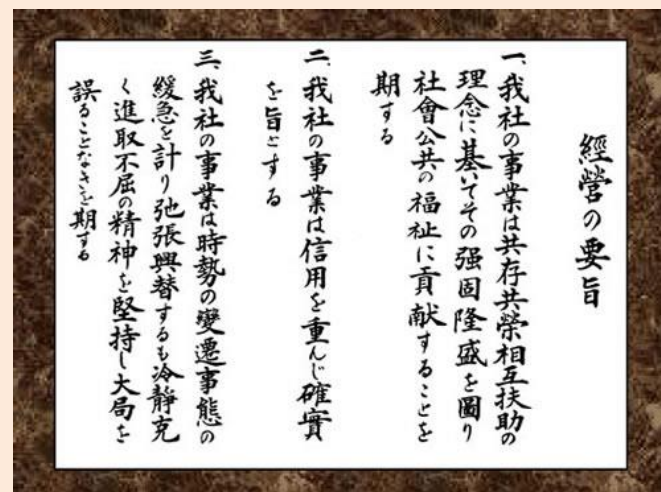 經營の要旨
一、我社の事業は共存共榮相互扶助の
理念に基いてその强固隆盛を圖り
社會公共の福祉に貢献することを
期する
二、我社の事業は信用を重んじ確實
を旨とする
三、我社の事業は時勢の變遷事態の
緩急を計り弛張興替するも冷靜克
く進取不屈の精神を堅持し大局を
誤ることなきを期する